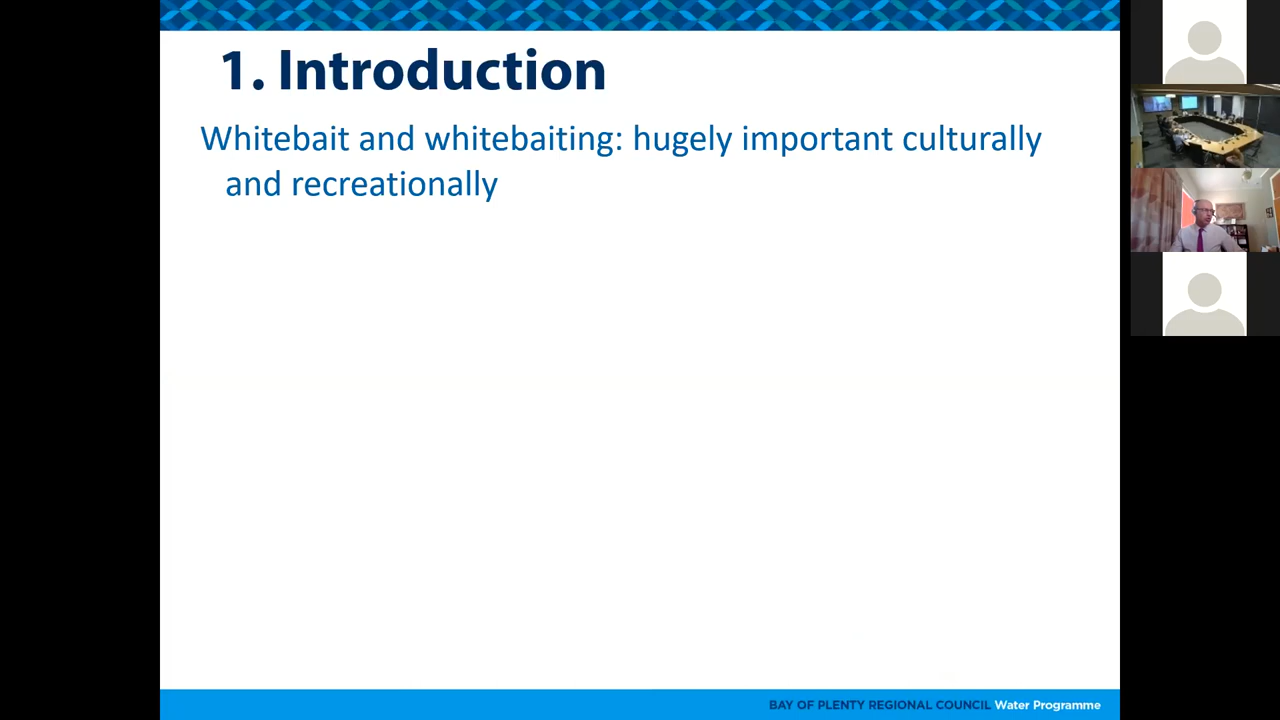 1. Introduction
Whitebait and whitebaiting: hugely important culturally
and recreationally
BAY OF PLENTY REGIONAL COUNCIL Water Programme